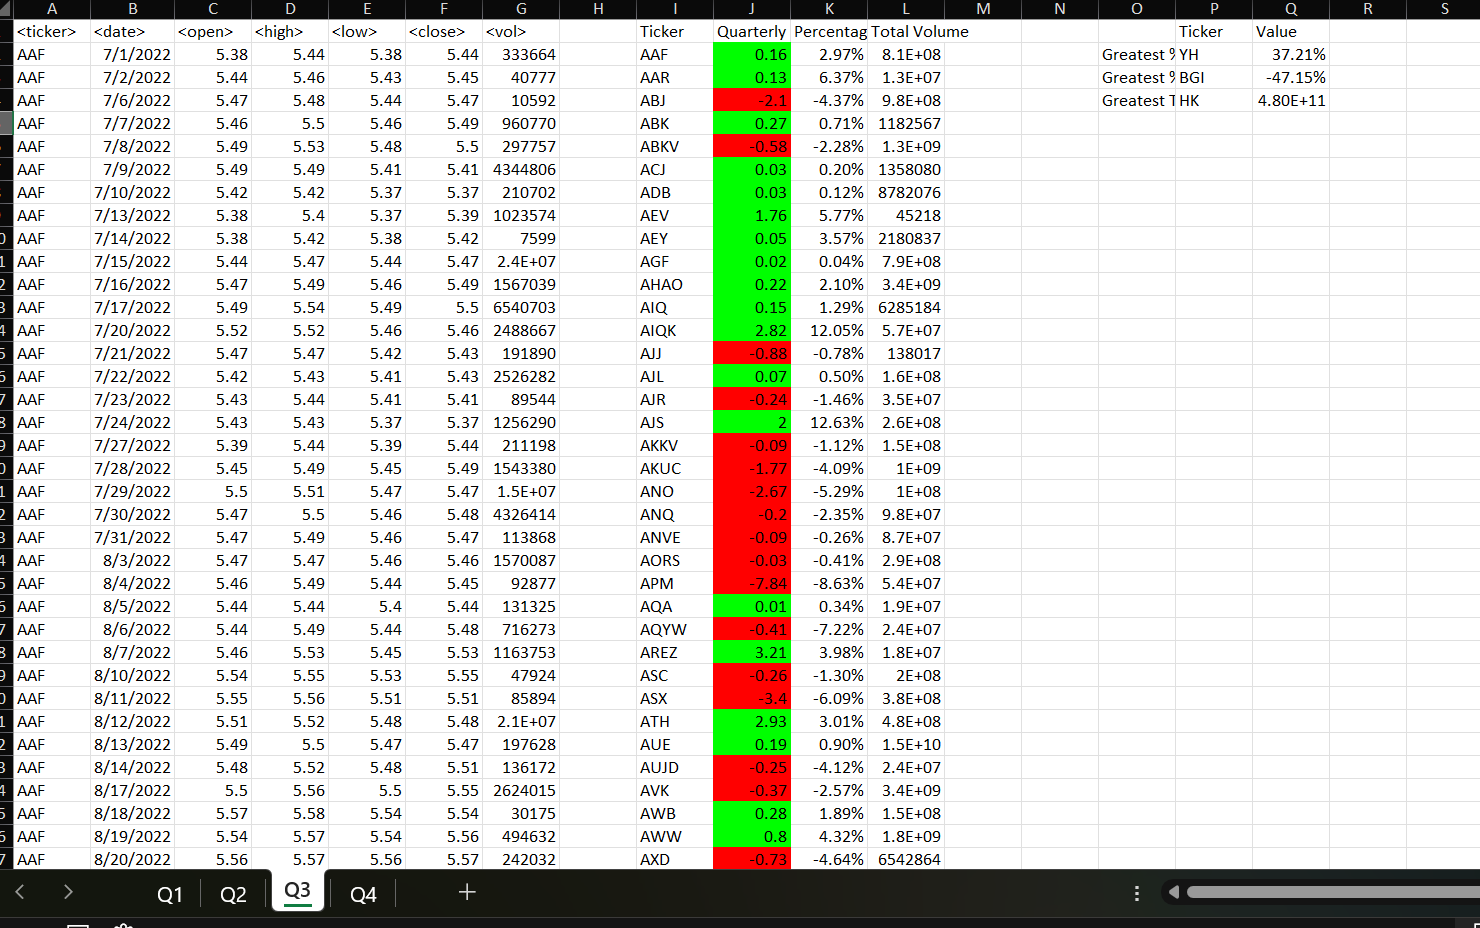 A B C D E F G H I J K L M N O P Q R S
<ticker> <date> <open> <high> <low> <close> <vol> Ticker Quarterly Percentag Total Volume Ticker Value
AAF 7/1/2022 5.38 5.44 5.38 5.44 333664 AAF 0.16 2.97% 8.1E+08 Greatest % YH 37.21%
AAF 7/2/2022 5.44 5.46 5.43 5.45 40777 AAR 0.13 6.37% 1.3E+07 Greatest % BGI -47.15%
AAF 7/6/2022 5.47 5.48 5.44 5.47 10592 ABJ -2.1 -4.37% 9.8E+08 Greatest T HK 4.80E+11
AAF 7/7/2022 5.46 5.5 5.46 5.49 960770 ABK 0.27 0.71% 1182567
AAF 7/8/2022 5.49 5.53 5.48 5.5 297757 ABKV -0.58 -2.28% 1.3E+09
AAF 7/9/2022 5.49 5.49 5.41 5.41 4344806 ACJ 0.03 0.20% 1358080
AAF 7/10/2022 5.42 5.42 5.37 5.37 210702 ADB 0.03 0.12% 8782076
AAF 7/13/2022 5.38 5.4 5.37 5.39 1023574 AEV 1.76 5.77% 45218
AAF 7/14/2022 5.38 5.42 5.38 5.42 7599 AEY 0.05 3.57% 2180837
AAF 7/15/2022 5.44 5.47 5.44 5.47 2.4E+07 AGF 0.02 0.04% 7.9E+08
AAF 7/16/2022 5.47 5.49 5.46 5.49 1567039 AHAO 0.22 2.10% 3.4E+09
AAF 7/17/2022 5.49 5.54 5.49 5.5 6540703 AIQ 0.15 1.29% 6285184
AAF 7/20/2022 5.52 5.52 5.46 5.46 2488667 AIQK 2.82 12.05% 5.7E+07
AAF 7/21/2022 5.47 5.47 5.42 5.43 191890 AJJ -0.88 -0.78% 138017
AAF 7/22/2022 5.42 5.43 5.41 5.43 2526282 AJL 0.07 0.50% 1.6E+08
AAF 7/23/2022 5.43 5.44 5.41 5.41 89544 AJR -0.24 -1.46% 3.5E+07
AAF 7/24/2022 5.43 5.43 5.37 5.37 1256290 AJS 2 12.63% 2.6E+08
AAF 7/27/2022 5.39 5.44 5.39 5.44 211198 AKKV -0.09 -1.12% 1.5E+08
AAF 7/28/2022 5.45 5.49 5.45 5.49 1543380 AKUC -1.77 -4.09% 1E+09
AAF 7/29/2022 5.5 5.51 5.47 5.47 1.5E+07 ANO -2.67 -5.29% 1E+08
AAF 7/30/2022 5.47 5.5 5.46 5.48 4326414 ANQ -0.2 -2.35% 9.8E+07
AAF 7/31/2022 5.47 5.49 5.46 5.47 113868 ANVE -0.09 -0.26% 8.7E+07
AAF 8/3/2022 5.47 5.47 5.46 5.46 1570087 AORS -0.03 -0.41% 2.9E+08
AAF 8/4/2022 5.46 5.49 5.44 5.45 92877 APM -7.84 -8.63% 5.4E+07
AAF 8/5/2022 5.44 5.44 5.4 5.44 131325 AQA 0.01 0.34% 1.9E+07
AAF 8/6/2022 5.44 5.49 5.44 5.48 716273 AQYW -0.41 -7.22% 2.4E+07
AAF 8/7/2022 5.46 5.53 5.45 5.53 1163753 AREZ 3.21 3.98% 1.8E+07
AAF 8/10/2022 5.54 5.55 5.53 5.55 47924 ASC -0.26 -1.30% 2E+08
AAF 8/11/2022 5.55 5.56 5.51 5.51 85894 ASX -3.4 -6.09% 3.8E+08
AAF 8/12/2022 5.51 5.52 5.48 5.48 2.1E+07 ATH 2.93 3.01% 4.8E+08
AAF 8/13/2022 5.49 5.5 5.47 5.47 197628 AUE 0.19 0.90% 1.5E+10
AAF 8/14/2022 5.48 5.52 5.48 5.51 136172 AUJD -0.25 -4.12% 2.4E+07
AAF 8/17/2022 5.5 5.56 5.5 5.55 2624015 AVK -0.37 -2.57% 3.4E+09
AAF 8/18/2022 5.57 5.58 5.54 5.54 30175 AWB 0.28 1.89% 1.5E+08
AAF 8/19/2022 5.54 5.57 5.54 5.56 494632 AWW 0.8 4.32% 1.8E+09
AAF 8/20/2022 5.56 5.57 5.56 5.57 242032 AXD -0.73 -4.64% 6542864
Q1 Q2 Q3 Q4